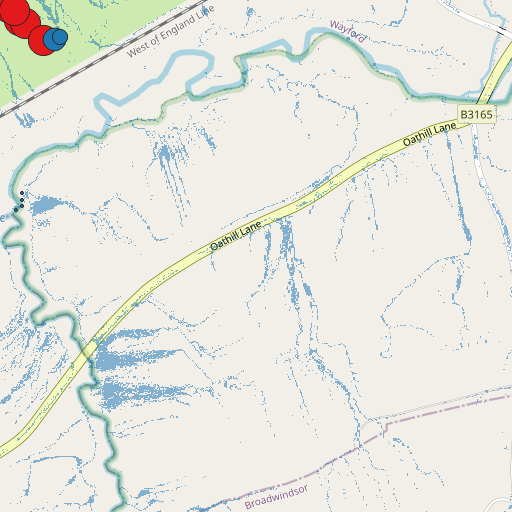 West of England Line
Wayford
B3165
Oathill Lane
Oathill Lane
Broadwindsor